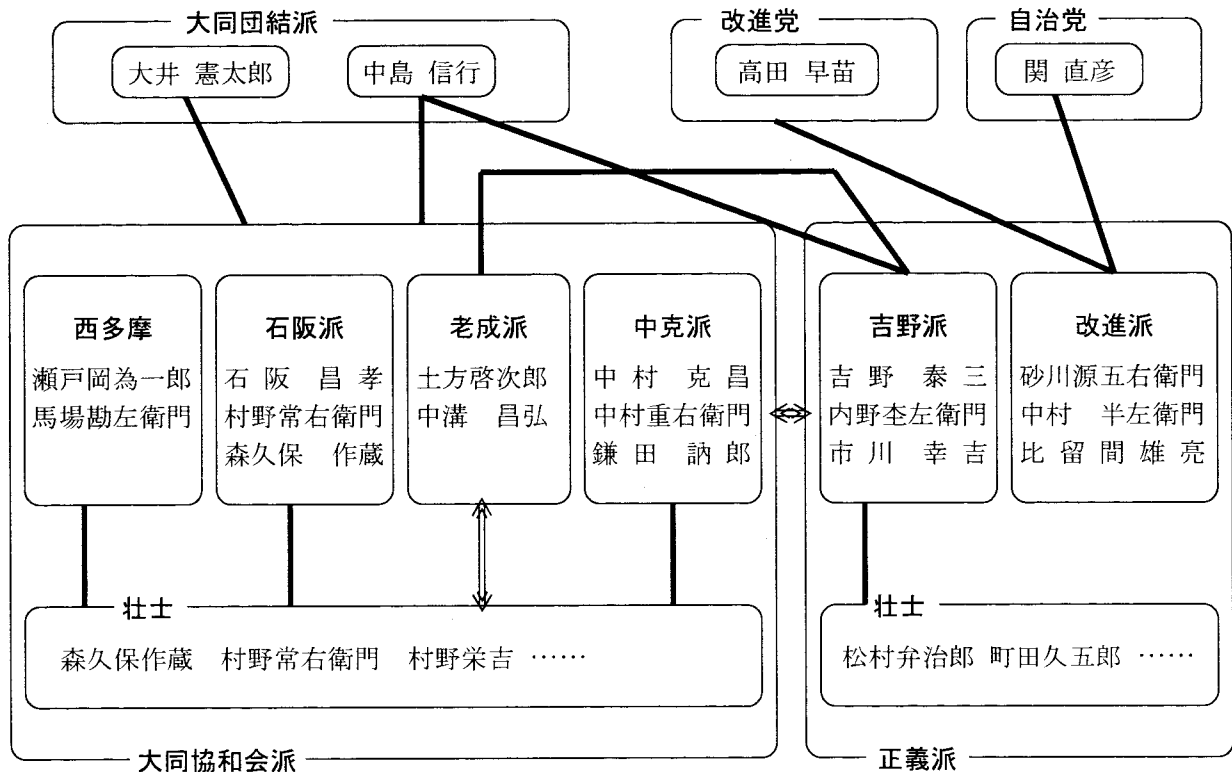 大同団結派
大井 憲太郎
中島 信行
改進党
高田 早苗
自治党
関 直彦
西多摩
瀬戸岡為一郎
馬場勘左衛門
石阪派
石阪昌孝
村野常右衛門
森久保 作蔵
老成派
土方啓次郎
中溝 昌弘
中克派
中村 克昌
中村重右衛門
鎌田 訥郎
吉野派
吉野泰三
内野杢左衛門
市川幸吉
改進派
砂川源五右衛門
中村 半左衛門
比留間雄亮
壮士
森久保作蔵 村野常右衛門 村野栄吉 ……
壮士
松村弁治郎 町田久五郎 ……
大同協和会派
正義派